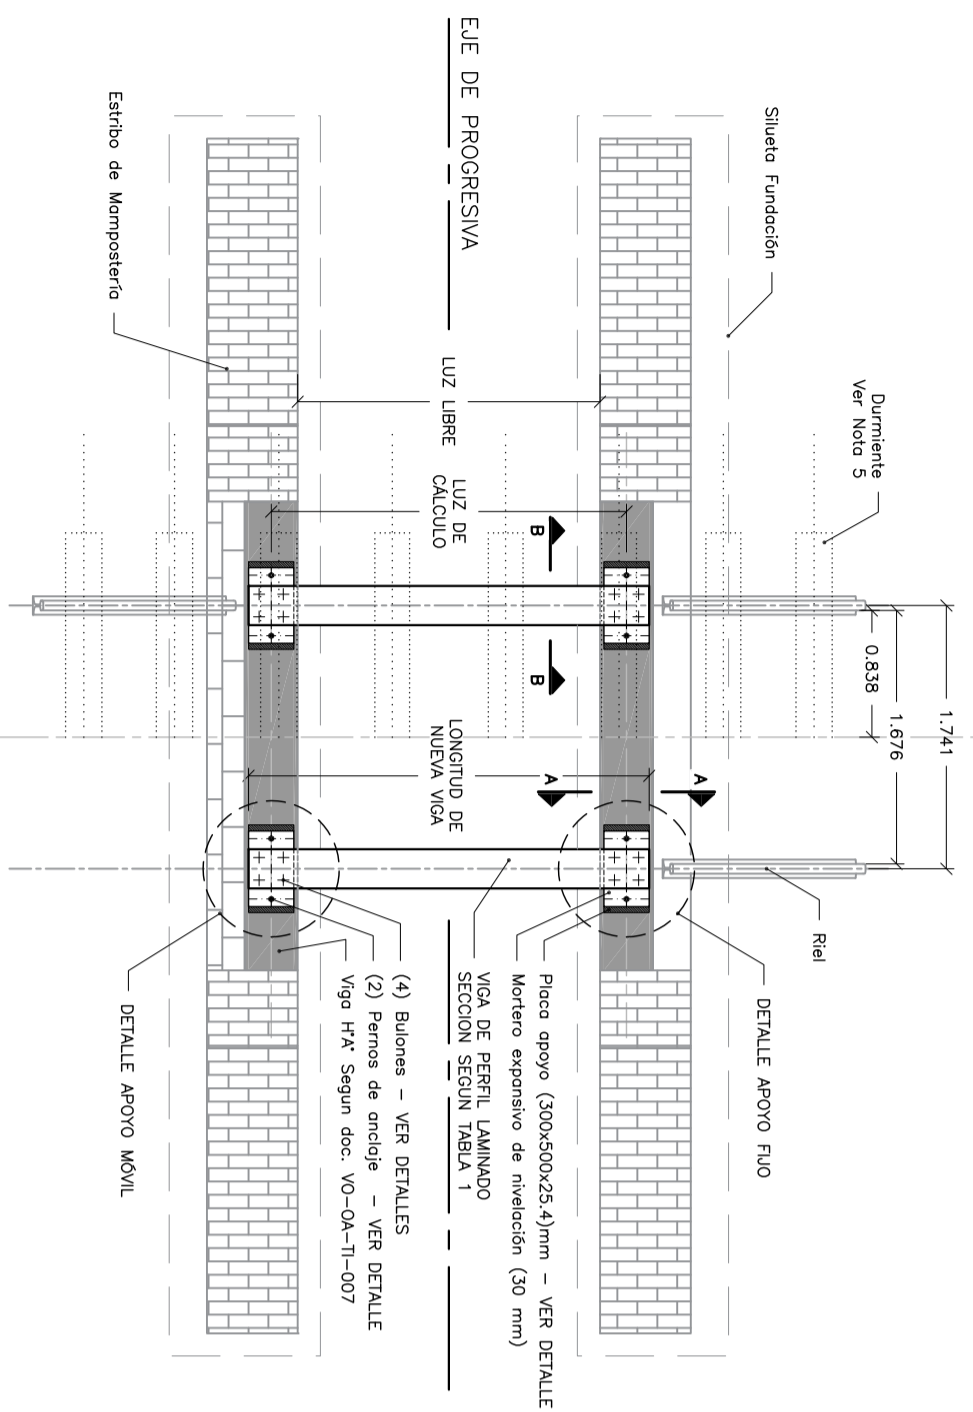 EJE DE PROGRESIVA
Silueta Fundación
Estribo de Mampostería
Durmiente
Ver Nota 5
LUZ LIBRE
LUZ DE
CÁLCULO
B
B
0.838
1.676
1.741
LONGITUD DE
NUEVA VIGA
A
A
Riel
DETALLE APOYO FIJO
Placa apoyo (300x500x25.4)mm – VER DETALLE
Mortero expansivo de nivelación (30 mm)
VIGA DE PERFIL LAMINADO
SECCION SEGUN TABLA 1
(4) Bulones – VER DETALLES
(2) Pernos de anclaje – VER DETALLE
Viga H°A° Segun doc. VO–OA–TI–007
DETALLE APOYO MÓVIL